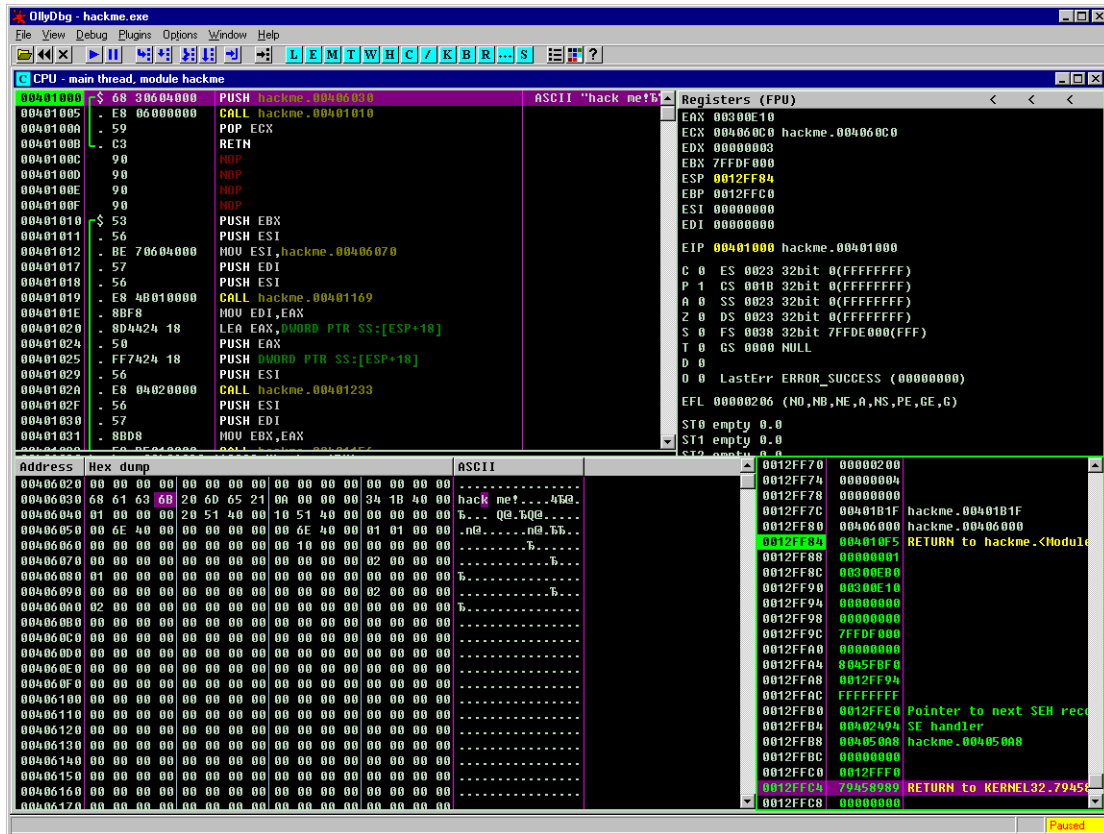 OllyDbg - hackme.exe
File View Debug Plugins Options Window Help
L E M T W H C / K B R ... S ?
C CPU - main thread, module hackme
00401000 $ 68 30604000 PUSH hackme.00406030 ASCII "hack me!Ђ"
00401005 . E8 06000000 CALL hackme.00401010
0040100A . 59 POP ECX
0040100B . C3 RETN
0040100C 90 NOP
0040100D 90 NOP
0040100E 90 NOP
0040100F 90 NOP
00401010 $ 53 PUSH EBX
00401011 . 56 PUSH ESI
00401012 . BE 70604000 MOV ESI,hackme.00406070
00401017 . 57 PUSH EDI
00401018 . 56 PUSH ESI
00401019 . E8 4B010000 CALL hackme.00401169
0040101E . 8BF8 MOV EDI,EAX
00401020 . 8D4424 18 LEA EAX,DWORD PTR SS:[ESP+18]
00401024 . 50 PUSH EAX
00401025 . FF7424 18 PUSH DWORD PTR SS:[ESP+18]
00401029 . 56 PUSH ESI
0040102A . E8 04020000 CALL hackme.00401233
0040102F . 56 PUSH ESI
00401030 . 57 PUSH EDI
00401031 . 8BD8 MOV EBX,EAX
Registers (FPU) < < <
EAX 00300E10
ECX 004060C0 hackme.004060C0
EDX 00000003
EBX 7FFDF000
ESP 0012FF84
EBP 0012FFC0
ESI 00000000
EDI 00000000
EIP 00401000 hackme.00401000
C 0 ES 0023 32bit 0(FFFFFFFF)
P 1 CS 001B 32bit 0(FFFFFFFF)
A 0 SS 0023 32bit 0(FFFFFFFF)
Z 0 DS 0023 32bit 0(FFFFFFFF)
S 0 FS 0038 32bit 7FFDE000(FFF)
T 0 GS 0000 NULL
D 0
O 0 LastErr ERROR_SUCCESS (00000000)
EFL 00000206 (NO,NB,NE,A,NS,PE,GE,G)
ST0 empty 0.0
ST1 empty 0.0
ST2 empty 0.0
Address Hex dump ASCII
00406020 00 00 00 00 00 00 00 00 00 00 00 00 00 00 00 00 ................
00406030 68 61 63 6B 20 6D 65 21 0A 00 00 00 34 1B 40 00 hack me!....4Ђ@.
00406040 01 00 00 00 20 51 40 00 10 51 40 00 00 00 00 00 Ђ... Q@.ЂQ@.....
00406050 00 6E 40 00 00 00 00 00 00 6E 40 00 01 01 00 00 .n@......n@.ЂЂ..
00406060 00 00 00 00 00 00 00 00 00 10 00 00 00 00 00 00 .........Ђ......
00406070 00 00 00 00 00 00 00 00 00 00 00 00 02 00 00 00 ............Ђ...
00406080 01 00 00 00 00 00 00 00 00 00 00 00 00 00 00 00 Ђ...............
00406090 00 00 00 00 00 00 00 00 00 00 00 00 02 00 00 00 ............Ђ...
004060A0 02 00 00 00 00 00 00 00 00 00 00 00 00 00 00 00 Ђ...............
004060B0 00 00 00 00 00 00 00 00 00 00 00 00 00 00 00 00 ................
004060C0 00 00 00 00 00 00 00 00 00 00 00 00 00 00 00 00 ................
004060D0 00 00 00 00 00 00 00 00 00 00 00 00 00 00 00 00 ................
004060E0 00 00 00 00 00 00 00 00 00 00 00 00 00 00 00 00 ................
004060F0 00 00 00 00 00 00 00 00 00 00 00 00 00 00 00 00 ................
00406100 00 00 00 00 00 00 00 00 00 00 00 00 00 00 00 00 ................
00406110 00 00 00 00 00 00 00 00 00 00 00 00 00 00 00 00 ................
00406120 00 00 00 00 00 00 00 00 00 00 00 00 00 00 00 00 ................
00406130 00 00 00 00 00 00 00 00 00 00 00 00 00 00 00 00 ................
00406140 00 00 00 00 00 00 00 00 00 00 00 00 00 00 00 00 ................
00406150 00 00 00 00 00 00 00 00 00 00 00 00 00 00 00 00 ................
00406160 00 00 00 00 00 00 00 00 00 00 00 00 00 00 00 00 ................
00406170 00 00 00 00 00 00 00 00 00 00 00 00 00 00 00 00 ................
0012FF70 00000200
0012FF74 00000004
0012FF78 00000000
0012FF7C 00401B1F hackme.00401B1F
0012FF80 00406000 hackme.00406000
0012FF84 004010F5 RETURN to hackme.<Module
0012FF88 00000001
0012FF8C 00300EB0
0012FF90 00300E10
0012FF94 00000000
0012FF98 00000000
0012FF9C 7FFDF000
0012FFA0 00000000
0012FFA4 8045FBF0
0012FFA8 0012FF94
0012FFAC FFFFFFFF
0012FFB0 0012FFE0 Pointer to next SEH reco
0012FFB4 00402494 SE handler
0012FFB8 004050A8 hackme.004050A8
0012FFBC 00000000
0012FFC0 0012FFF0
0012FFC4 79458989 RETURN to KERNEL32.79458
0012FFC8 00000000
Paused